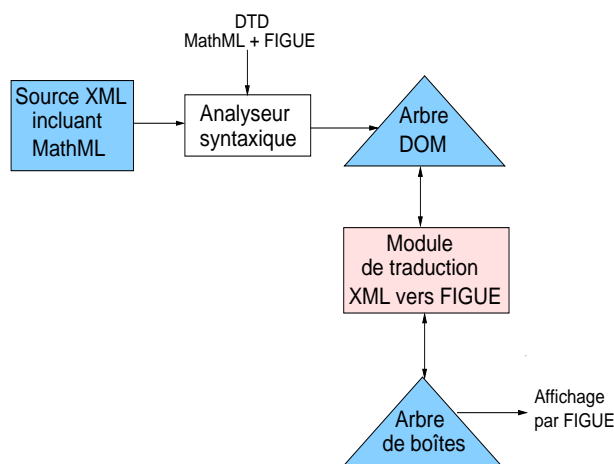 DTD
MathML + FIGUE
Source XML
incluant
MathML
Analyseur
syntaxique
Arbre
DOM
Module
de traduction
XML vers FIGUE
Arbre
de boîtes
Affichage
par FIGUE